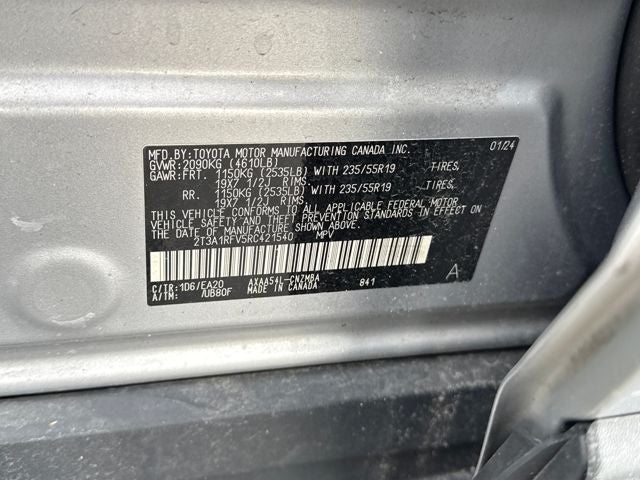 MFD.BY: TOYOTA MOTOR MANUFACTURING CANADA INC. 01/24
GVWR: 2090KG (4610LB)
GAWR: FRT. 1150KG (2535LB) WITH 235/55R19 TIRES,
19X7 1/2J RIMS
RR. 1150KG (2535LB) WITH 235/55R19 TIRES,
19X7 1/2J RIMS
THIS VEHICLE CONFORMS TO ALL APPLICABLE FEDERAL MOTOR
VEHICLE SAFETY AND THEFT PREVENTION STANDARDS IN EFFECT
ON THE DATE OF MANUFACTURE SHOWN ABOVE.
2T3A1RFV5RC421540 MPV
C/TR: 1D6/EA20 AXAA54L-CNZMBA 841 A
A/TM: /UB80F MADE IN CANADA